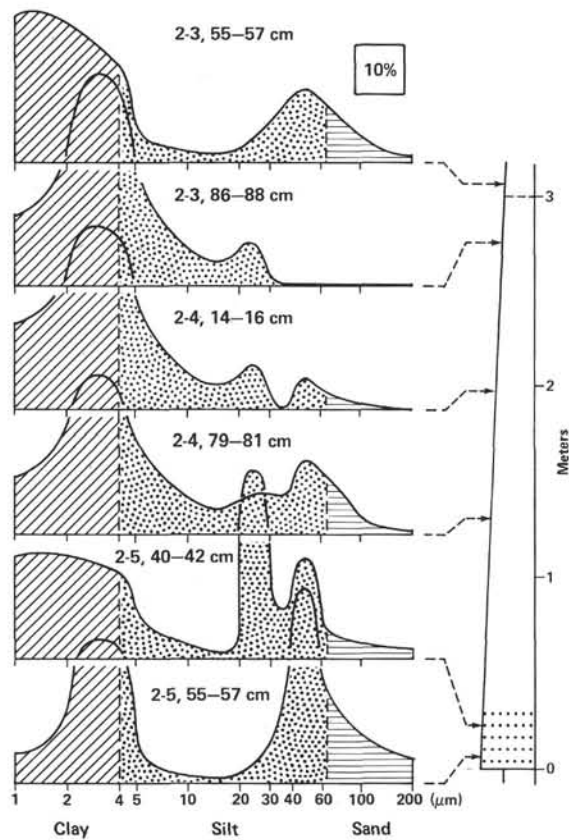 2-3, 55–57 cm
10%
2-3, 86–88 cm
3
2-4, 14–16 cm
2
Meters
2-4, 79–81 cm
2-5, 40–42 cm
1
2-5, 55–57 cm
0
1 2 4 5 10 20 30 40 60 100 200 (μm)
Clay Silt Sand